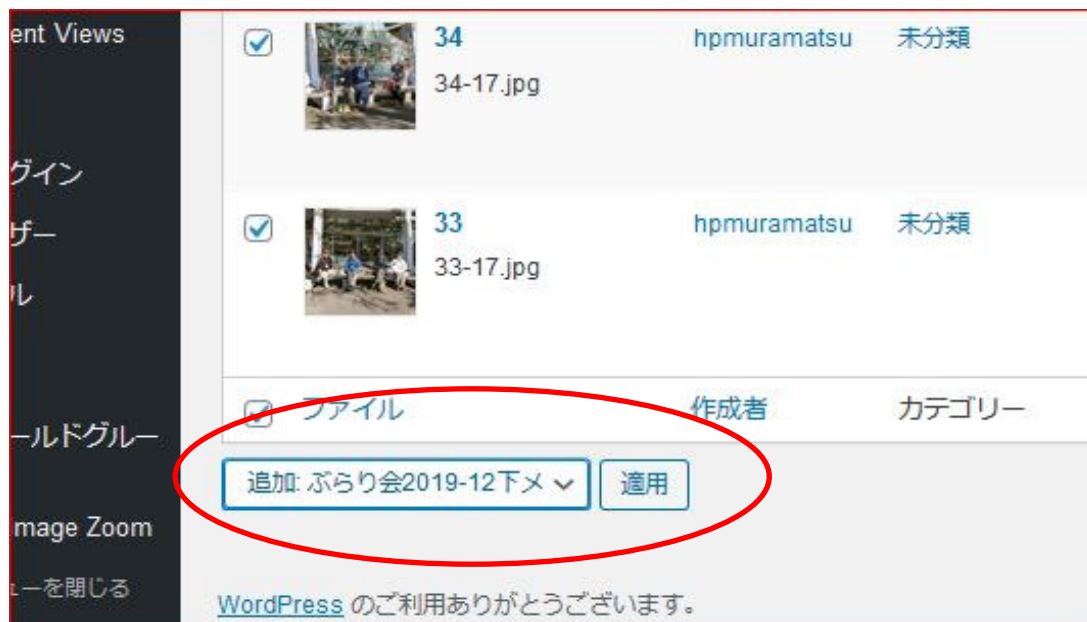 ent Views
グイン
ザー
ル
ールドグルー
mage Zoom
ューを閉じる
34 hpmuramatsu 未分類
34-17.jpg
33 hpmuramatsu 未分類
33-17.jpg
ファイル 作成者 カテゴリー
追加: ぶらり会2019-12下メ 適用
WordPress のご利用ありがとうございます。